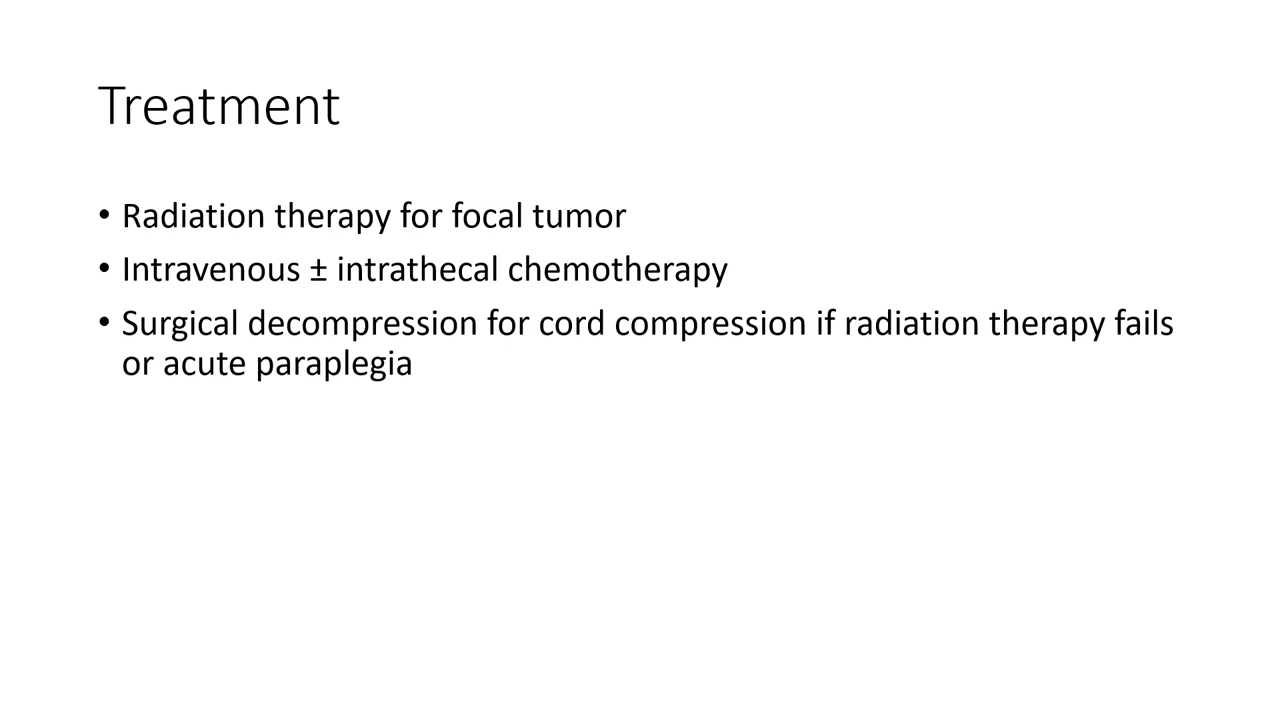 Treatment
• Radiation therapy for focal tumor
• Intravenous ± intrathecal chemotherapy
• Surgical decompression for cord compression if radiation therapy fails
or acute paraplegia